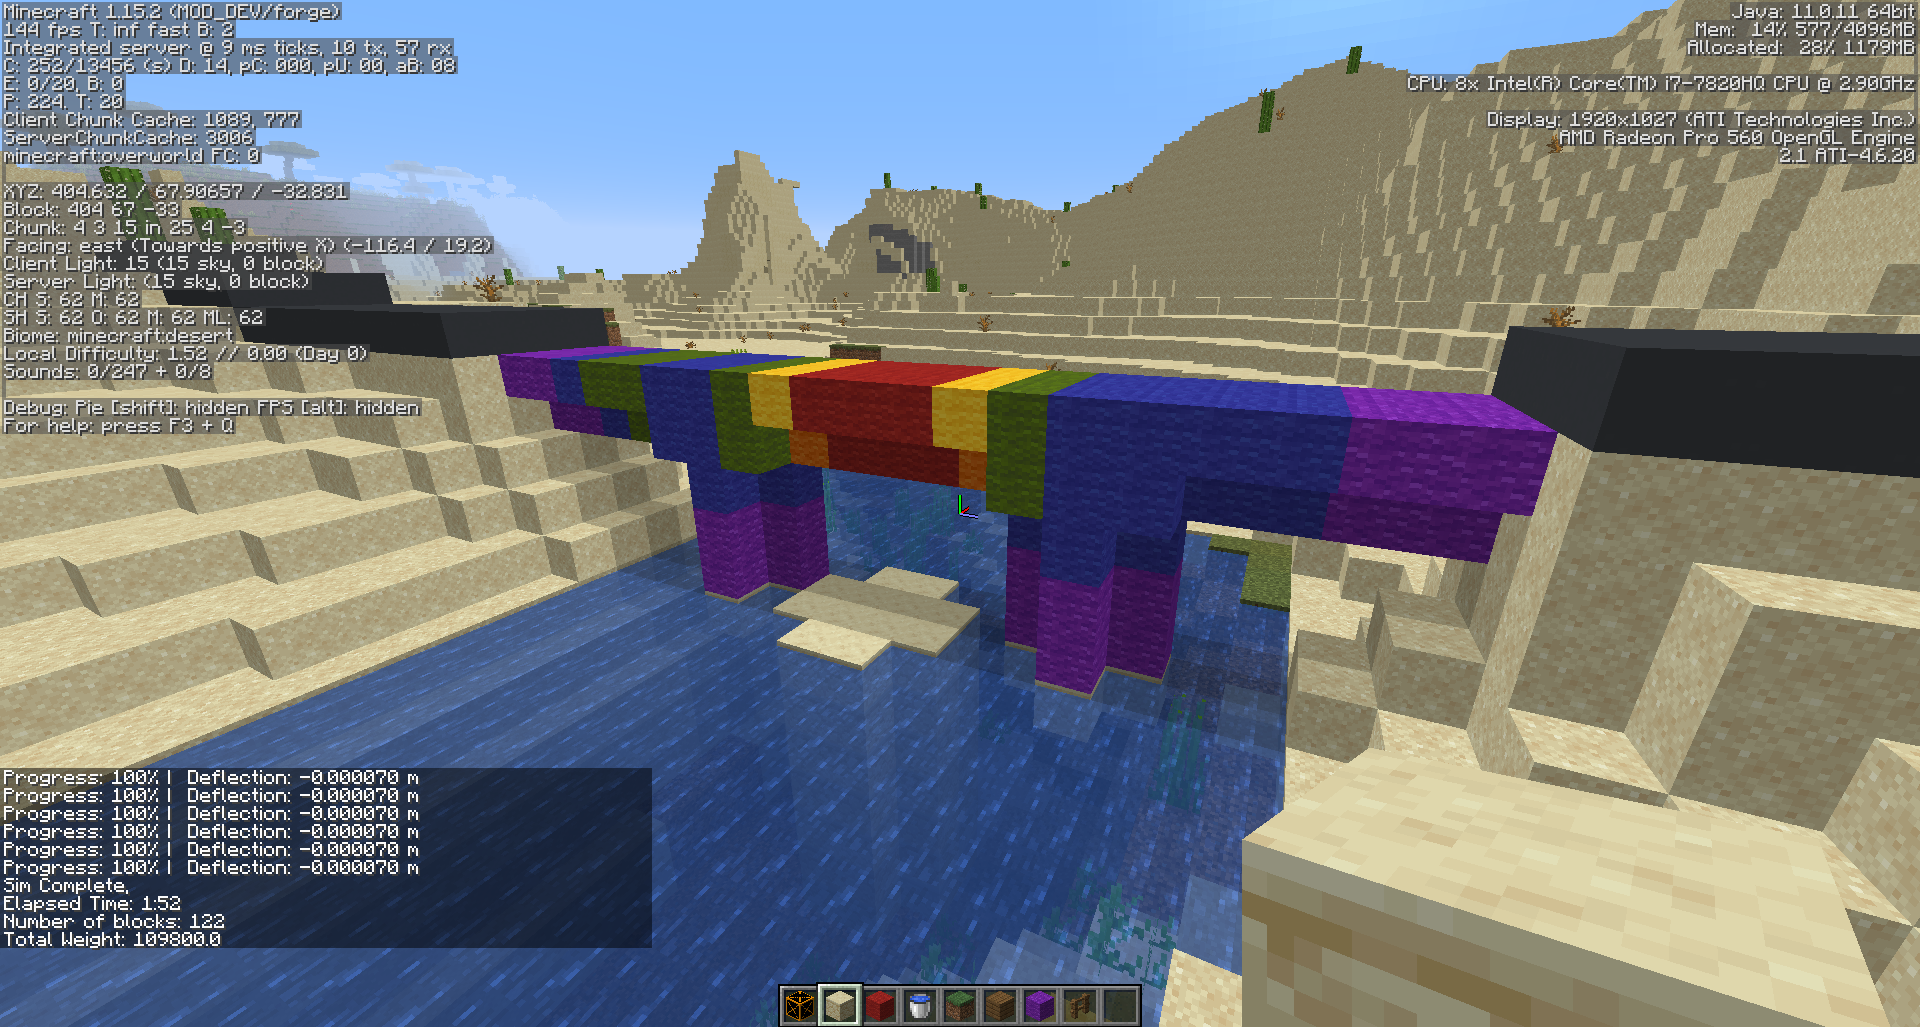 Minecraft 1.15.2 (MOD_DEV/forge)
144 fps T: inf fast B: 2
Integrated server @ 9 ms ticks, 10 tx, 57 rx
C: 252/13456 (s) D: 14, pC: 000, pU: 00, aB: 08
E: 0/20, B: 0
P: 224. T: 20
Client Chunk Cache: 1089, 777
ServerChunkCache: 3006
minecraft:overworld FC: 0
XYZ: 404.632 / 67.90657 / -32.831
Block: 404 67 -33
Chunk: 4 3 15 in 25 4 -3
Facing: east (Towards positive X) (-116.4 / 19.2)
Client Light: 15 (15 sky, 0 block)
Server Light: (15 sky, 0 block)
CH S: 62 M: 62
SH S: 62 O: 62 M: 62 ML: 62
Biome: minecraft:desert
Local Difficulty: 1.52 // 0.00 (Day 0)
Sounds: 0/247 + 0/8
Debug: Pie [shift]: hidden FPS [alt]: hidden
For help: press F3 + Q
Java: 11.0.11 64bit
Mem: 14% 577/4096MB
Allocated: 28% 1179MB
CPU: 8x Intel(R) Core(TM) i7-7820HQ CPU @ 2.90GHz
Display: 1920x1027 (ATI Technologies Inc.)
AMD Radeon Pro 560 OpenGL Engine
2.1 ATI-4.6.20
Progress: 100% | Deflection: -0.000070 m
Progress: 100% | Deflection: -0.000070 m
Progress: 100% | Deflection: -0.000070 m
Progress: 100% | Deflection: -0.000070 m
Progress: 100% | Deflection: -0.000070 m
Progress: 100% | Deflection: -0.000070 m
Sim Complete,
Elapsed Time: 1:52
Number of blocks: 122
Total Weight: 109800.0